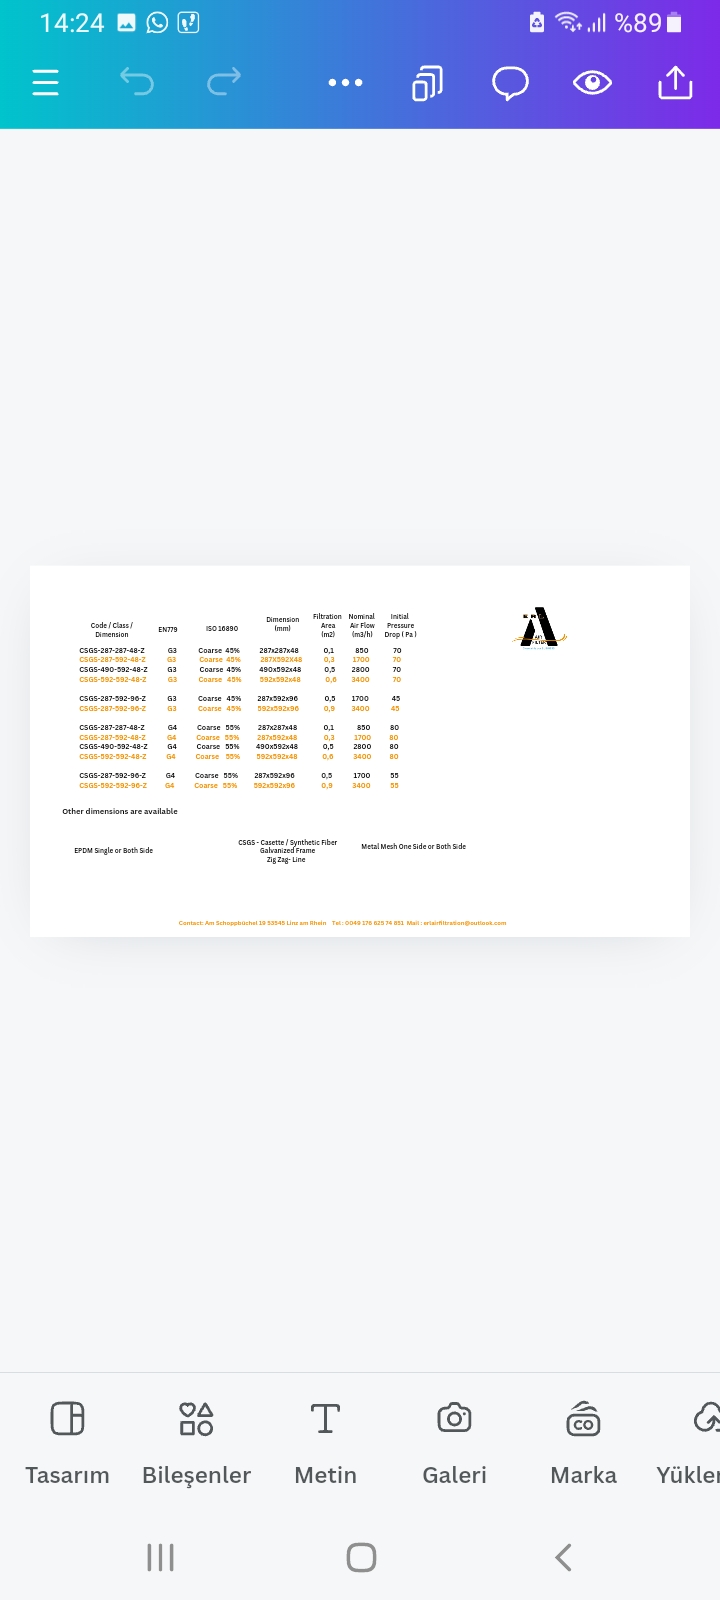 14:24 %89
Code / Class / Dimension EN779 ISO 16890 Dimension (mm) Filtration Area (m2) Nominal Air Flow (m3/h) Initial Pressure Drop ( Pa )
CSGS-287-287-48-Z G3 Coarse 45% 287x287x48 0,1 850 70
CSGS-287-592-48-Z G3 Coarse 45% 287X592X48 0,3 1700 70
CSGS-490-592-48-Z G3 Coarse 45% 490x592x48 0,5 2800 70
CSGS-592-592-48-Z G3 Coarse 45% 592x592x48 0,6 3400 70
CSGS-287-592-96-Z G3 Coarse 45% 287x592x96 0,5 1700 45
CSGS-592-592-96-Z G3 Coarse 45% 592x592x96 0,9 3400 45
CSGS-287-287-48-Z G4 Coarse 55% 287x287x48 0,1 850 80
CSGS-287-592-48-Z G4 Coarse 55% 287x592x48 0,3 1700 80
CSGS-490-592-48-Z G4 Coarse 55% 490x592x48 0,5 2800 80
CSGS-592-592-48-Z G4 Coarse 55% 592x592x48 0,6 3400 80
CSGS-287-592-96-Z G4 Coarse 55% 287x592x96 0,5 1700 55
CSGS-592-592-96-Z G4 Coarse 55% 592x592x96 0,9 3400 55
Other dimensions are available
EPDM Single or Both Side
CSGS - Casette / Synthetic Fiber
Galvanized Frame
Zig Zag- Line
Metal Mesh One Side or Both Side
Contact: Am Schoppbüchel 19 53545 Linz am Rhein Tel : 0049 176 625 74 851 Mail : erlairfiltration@outlook.com
Tasarım Bileşenler Metin Galeri Marka Yükler